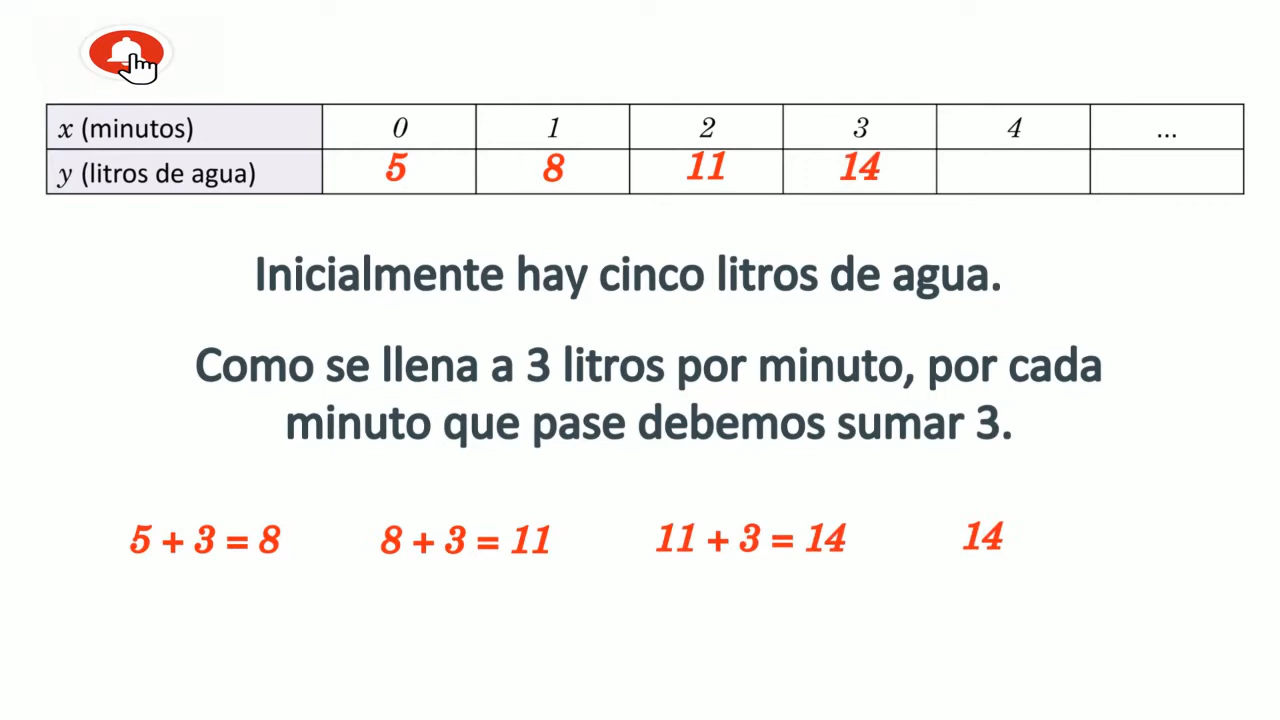 x (minutos) 0 1 2 3 4 ...
y (litros de agua) 5 8 11 14
Inicialmente hay cinco litros de agua.
Como se llena a 3 litros por minuto, por cada
minuto que pase debemos sumar 3.
5 + 3 = 8 8 + 3 = 11 11 + 3 = 14 14